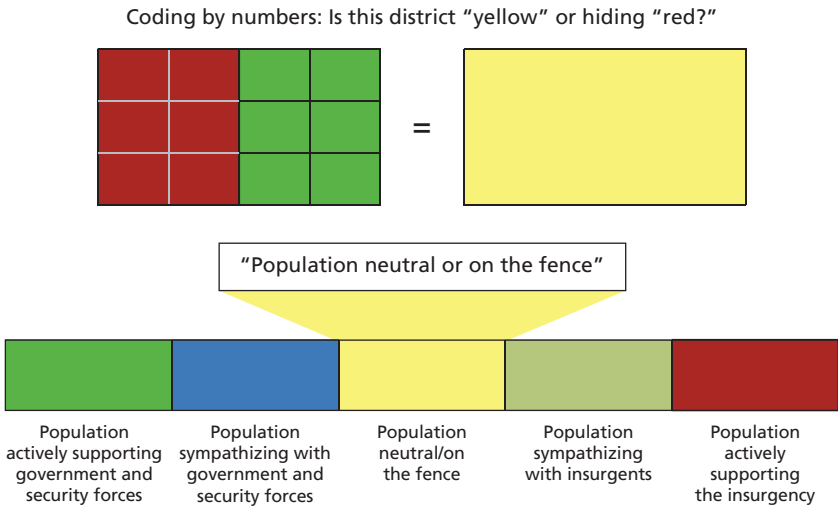 Coding by numbers: Is this district “yellow” or hiding “red?”
=
“Population neutral or on the fence”
Population
actively supporting
government and
security forces
Population
sympathizing with
government and
security forces
Population
neutral/on
the fence
Population
sympathizing
with insurgents
Population
actively
supporting
the insurgency